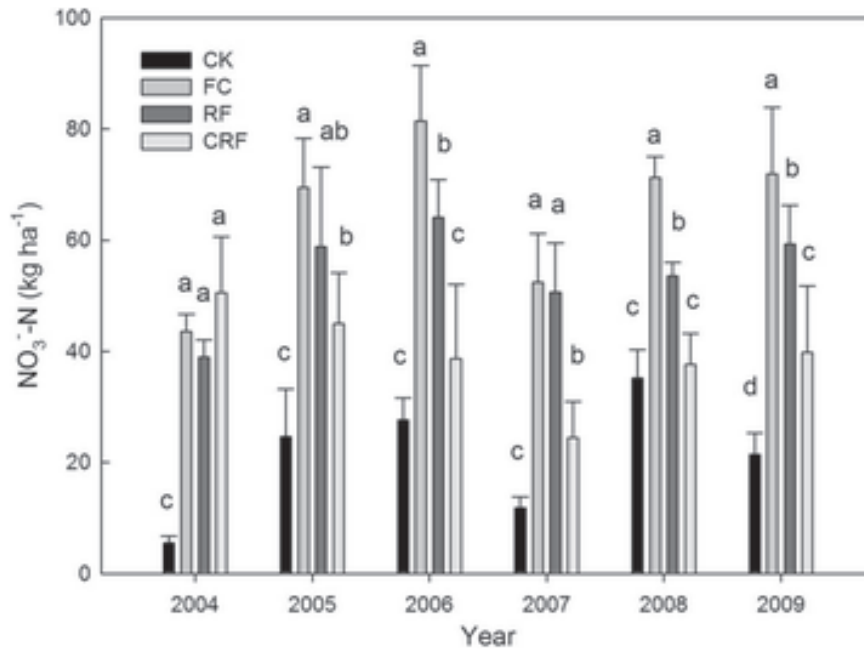 100
80
60
40
20
0
NO₃⁻-N (kg ha⁻¹)
CK
FC
RF
CRF
c a a a
c a ab b
c a b c
c a a b
c a b c
d a b c
2004 2005 2006 2007 2008 2009
Year